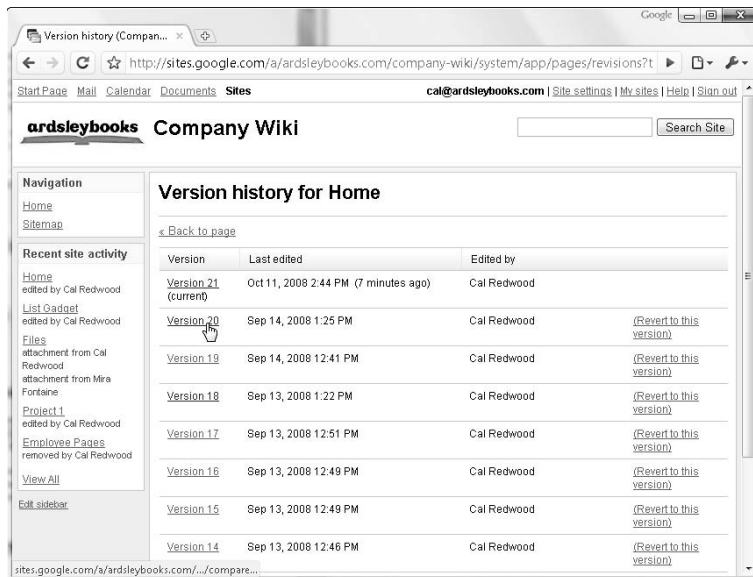 Google
Version history (Compan...
http://sites.google.com/a/ardsleybooks.com/company-wiki/system/app/pages/revisions?t
Start Page Mail Calendar Documents Sites cal@ardsleybooks.com | Site settings | My sites | Help | Sign out
ardsleybooks Company Wiki Search Site
Navigation
Home
Sitemap
Recent site activity
Home
edited by Cal Redwood
List Gadget
edited by Cal Redwood
Files
attachment from Cal
Redwood
attachment from Mira
Fontaine
Project 1
edited by Cal Redwood
Employee Pages
removed by Cal Redwood
View All
Edit sidebar
Version history for Home
« Back to page
Version Last edited Edited by
Version 21 Oct 11, 2008 2:44 PM (7 minutes ago) Cal Redwood
(current)
Version 20 Sep 14, 2008 1:25 PM Cal Redwood (Revert to this
version)
Version 19 Sep 14, 2008 12:41 PM Cal Redwood (Revert to this
version)
Version 18 Sep 13, 2008 1:22 PM Cal Redwood (Revert to this
version)
Version 17 Sep 13, 2008 12:51 PM Cal Redwood (Revert to this
version)
Version 16 Sep 13, 2008 12:49 PM Cal Redwood (Revert to this
version)
Version 15 Sep 13, 2008 12:49 PM Cal Redwood (Revert to this
version)
Version 14 Sep 13, 2008 12:46 PM Cal Redwood (Revert to this
version)
sites.google.com/a/ardsleybooks.com/.../compare...